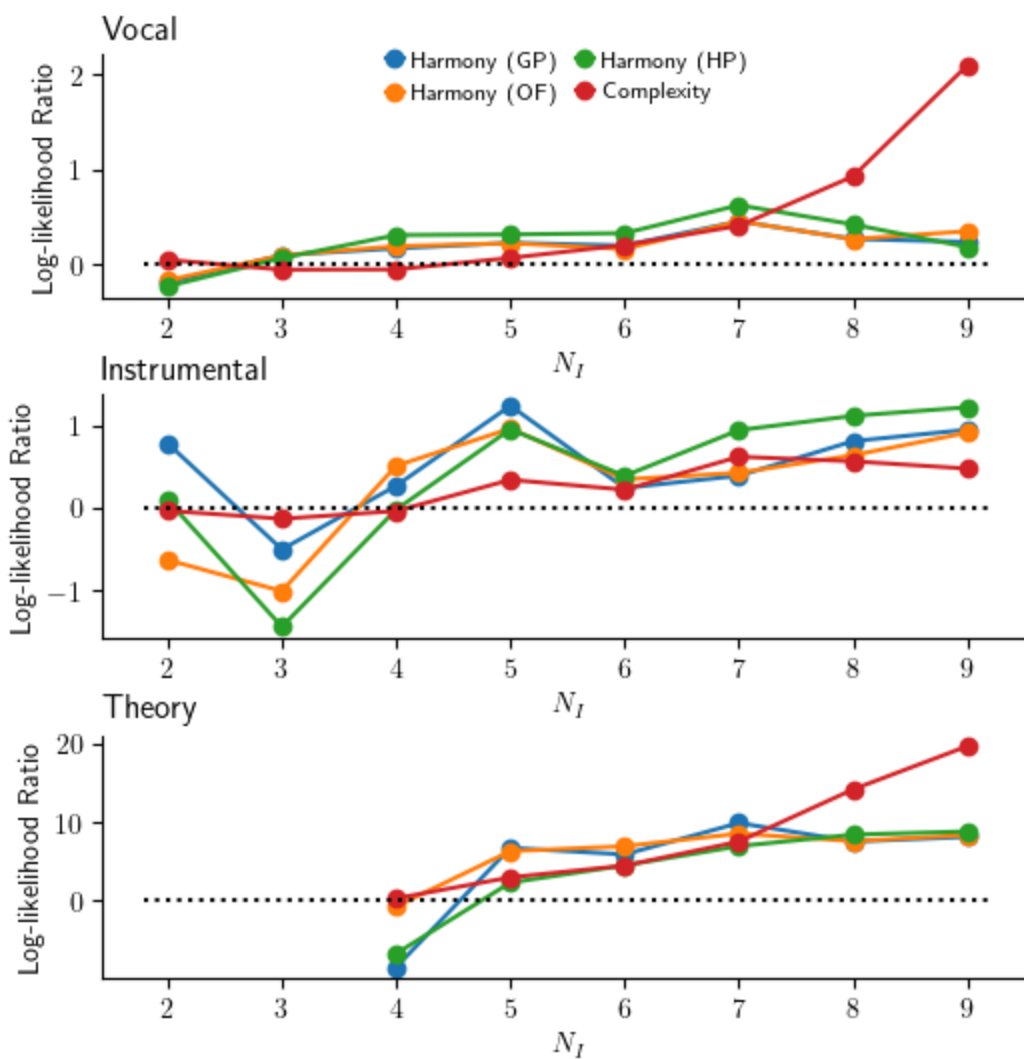 Vocal
Log-likelihood Ratio
Harmony (GP)
Harmony (HP)
Harmony (OF)
Complexity
2
1
0
2 3 4 5 6 7 8 9
N_I
Instrumental
Log-likelihood Ratio
1
0
−1
2 3 4 5 6 7 8 9
N_I
Theory
Log-likelihood Ratio
20
10
0
2 3 4 5 6 7 8 9
N_I